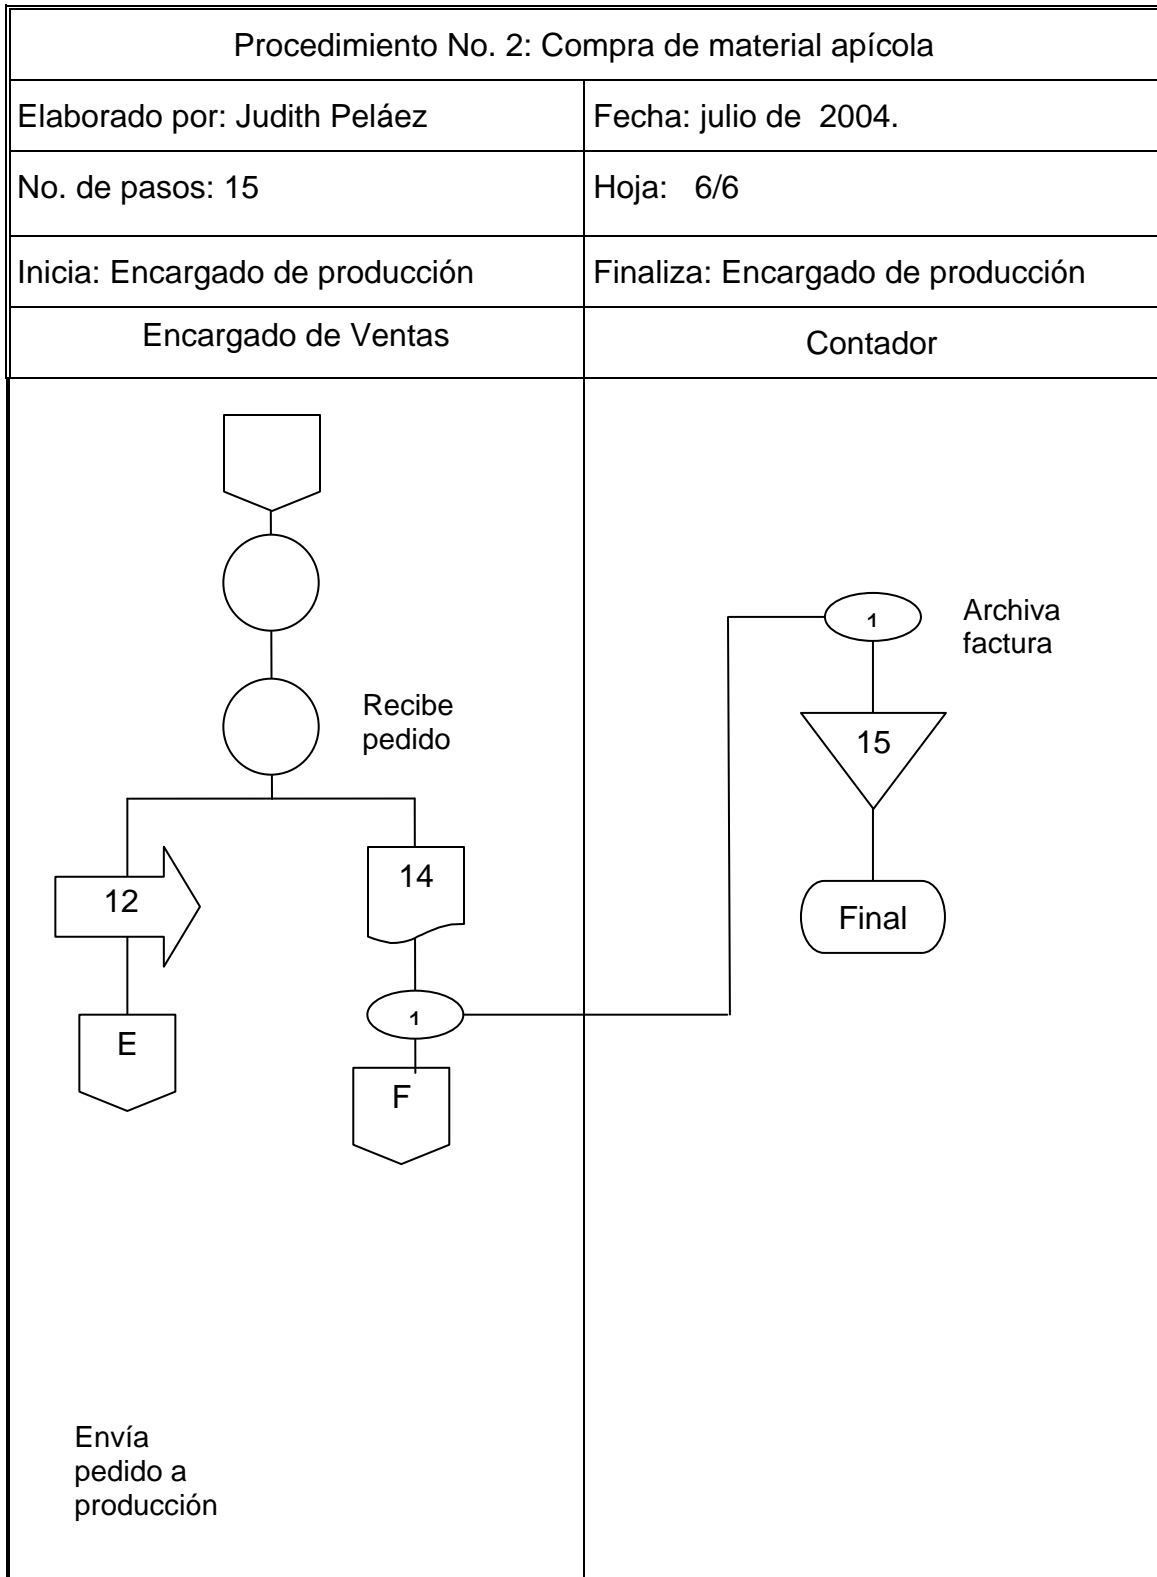 Procedimiento No. 2: Compra de material apícola
Elaborado por: Judith Peláez
Fecha: julio de 2004.
No. de pasos: 15
Hoja: 6/6
Inicia: Encargado de producción
Finaliza: Encargado de producción
Encargado de Ventas
Contador
1
Archiva
factura
Recibe
pedido
15
12
14
Final
1
E
F
Envía
pedido a
producción